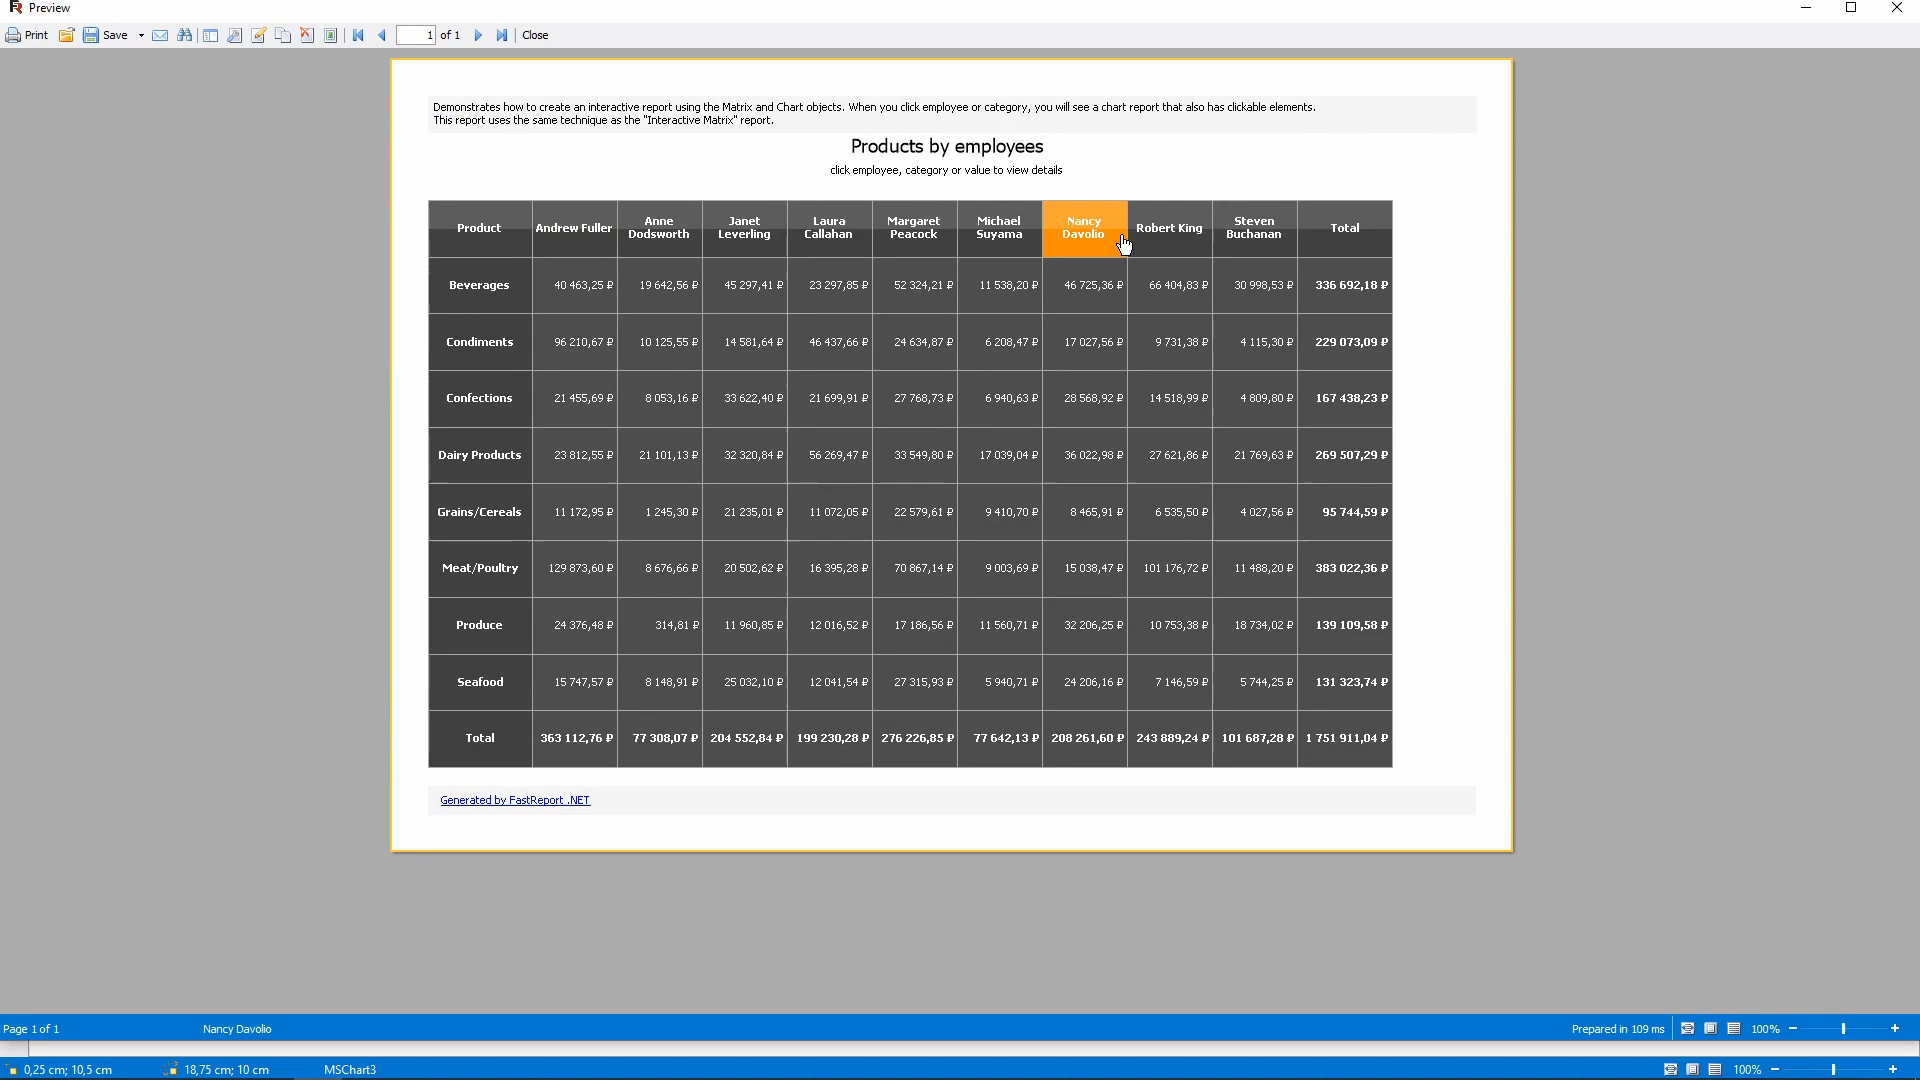 Preview
Print Save 1 of 1 Close
Demonstrates how to create an interactive report using the Matrix and Chart objects. When you click employee or category, you will see a chart report that also has clickable elements.
This report uses the same technique as the "Interactive Matrix" report.
Products by employees
click employee, category or value to view details
Product Andrew Fuller Anne Dodsworth Janet Leverling Laura Callahan Margaret Peacock Michael Suyama Nancy Davolio Robert King Steven Buchanan Total
Beverages 40 463,25 ₽ 19 642,56 ₽ 45 297,41 ₽ 23 297,85 ₽ 52 324,21 ₽ 11 538,20 ₽ 46 725,36 ₽ 66 404,83 ₽ 30 998,53 ₽ 336 692,18 ₽
Condiments 96 210,67 ₽ 10 125,55 ₽ 14 581,64 ₽ 46 437,66 ₽ 24 634,87 ₽ 6 208,47 ₽ 17 027,56 ₽ 9 731,38 ₽ 4 115,30 ₽ 229 073,09 ₽
Confections 21 455,69 ₽ 8 053,16 ₽ 33 622,40 ₽ 21 699,91 ₽ 27 768,73 ₽ 6 940,63 ₽ 28 568,92 ₽ 14 518,99 ₽ 4 809,80 ₽ 167 438,23 ₽
Dairy Products 23 812,55 ₽ 21 101,13 ₽ 32 320,84 ₽ 56 269,47 ₽ 33 549,80 ₽ 17 039,04 ₽ 36 022,98 ₽ 27 621,86 ₽ 21 769,63 ₽ 269 507,29 ₽
Grains/Cereals 11 172,95 ₽ 1 245,30 ₽ 21 235,01 ₽ 11 072,05 ₽ 22 579,61 ₽ 9 410,70 ₽ 8 465,91 ₽ 6 535,50 ₽ 4 027,56 ₽ 95 744,59 ₽
Meat/Poultry 129 873,60 ₽ 8 676,66 ₽ 20 502,62 ₽ 16 395,28 ₽ 70 867,14 ₽ 9 003,69 ₽ 15 038,47 ₽ 101 176,72 ₽ 11 488,20 ₽ 383 022,36 ₽
Produce 24 376,48 ₽ 314,81 ₽ 11 960,85 ₽ 12 016,52 ₽ 17 186,56 ₽ 11 560,71 ₽ 32 206,25 ₽ 10 753,38 ₽ 18 734,02 ₽ 139 109,58 ₽
Seafood 15 747,57 ₽ 8 148,91 ₽ 25 032,10 ₽ 12 041,54 ₽ 27 315,93 ₽ 5 940,71 ₽ 24 206,16 ₽ 7 146,59 ₽ 5 744,25 ₽ 131 323,74 ₽
Total 363 112,76 ₽ 77 308,07 ₽ 204 552,84 ₽ 199 230,28 ₽ 276 226,85 ₽ 77 642,13 ₽ 208 261,60 ₽ 243 889,24 ₽ 101 687,28 ₽ 1 751 911,04 ₽
Generated by FastReport .NET
Page 1 of 1 Nancy Davolio Prepared in 109 ms 100%
0,25 cm; 10,5 cm 18,75 cm; 10 cm MSChart3 100%